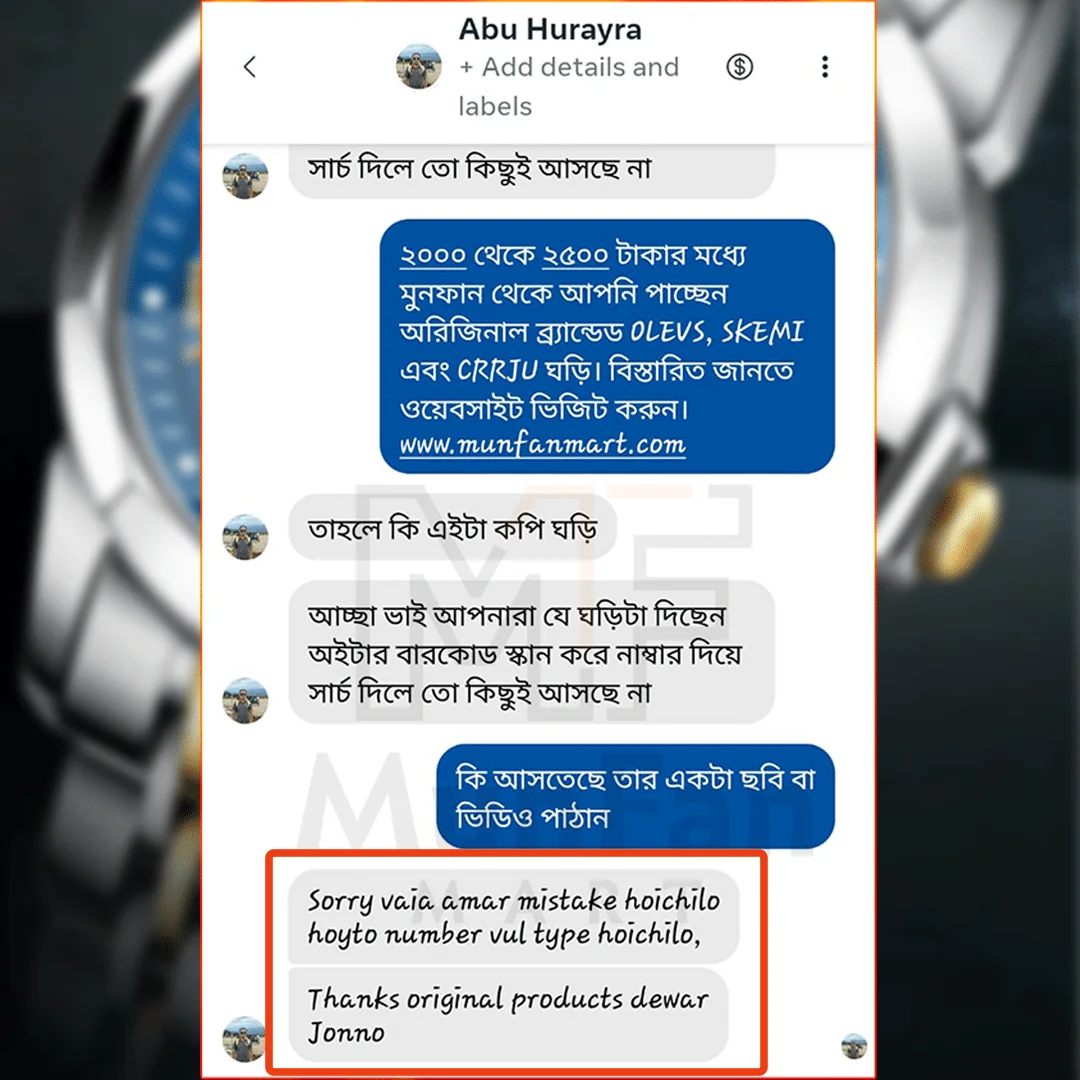 Abu Hurayra
+ Add details and
labels
সার্চ দিলে তো কিছুই আসছে না
২০০০ থেকে ২৫০০ টাকার মধ্যে
মুনফান থেকে আপনি পাচ্ছেন
অরিজিনাল ব্র্যান্ডেড OLEVS, SKEMI
এবং CRRJU ঘড়ি। বিস্তারিত জানতে
ওয়েবসাইট ভিজিট করুন।
www.munfanmart.com
তাহলে কি এইটা কপি ঘড়ি
আচ্ছা ভাই আপনারা যে ঘড়িটা দিছেন
অইটার বারকোড স্কান করে নাম্বার দিয়ে
সার্চ দিলে তো কিছুই আসছে না
কি আসতেছে তার একটা ছবি বা
ভিডিও পাঠান
MF
MunFan
MART
Sorry vaia amar mistake hoichilo
hoyto number vul type hoichilo,
Thanks original products dewar
Jonno